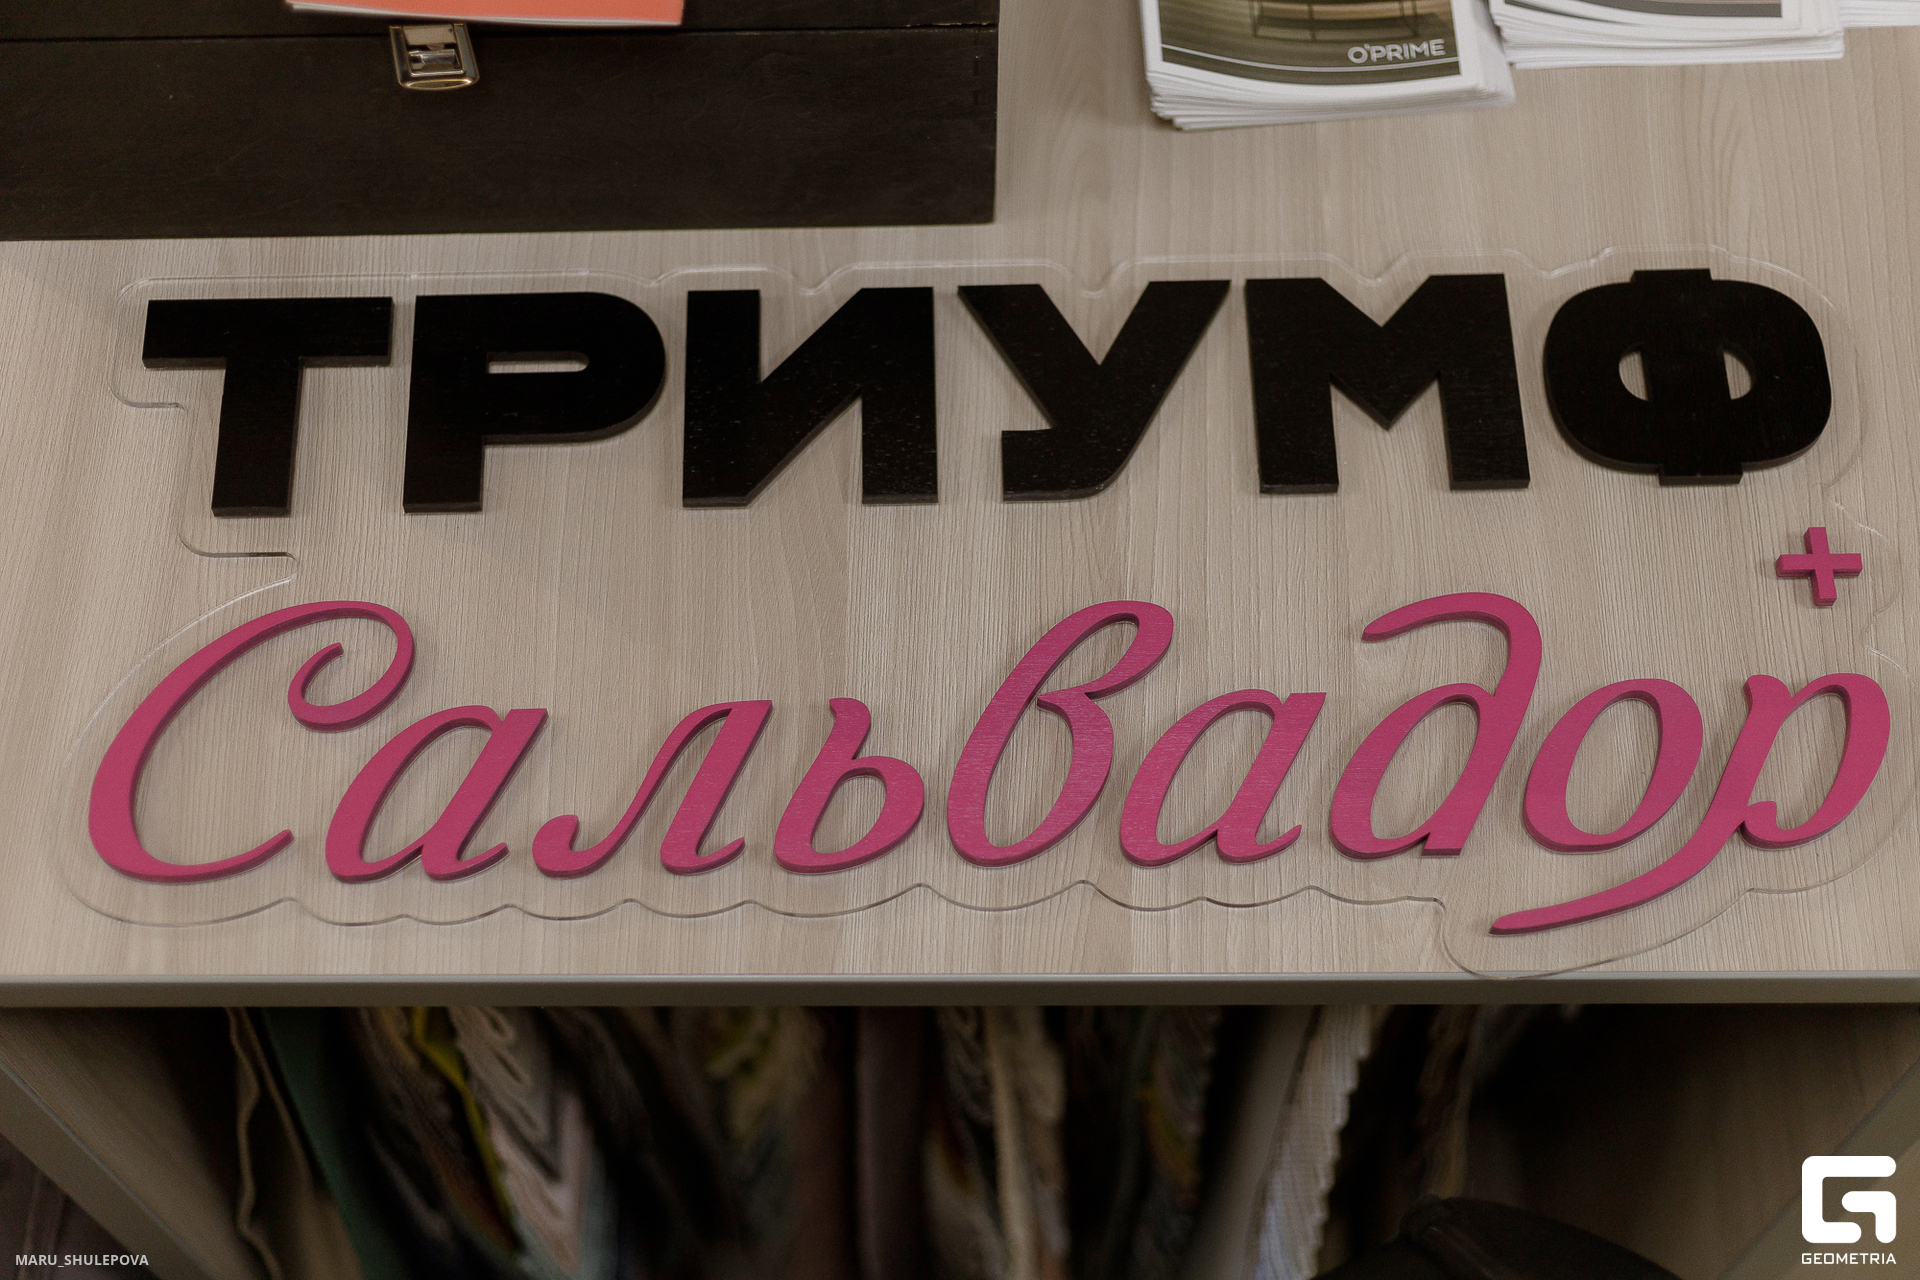 O'PRIME
ТРИУМФ
+
Сальвадор
MARU_SHULEPOVA
GEOMETRIA